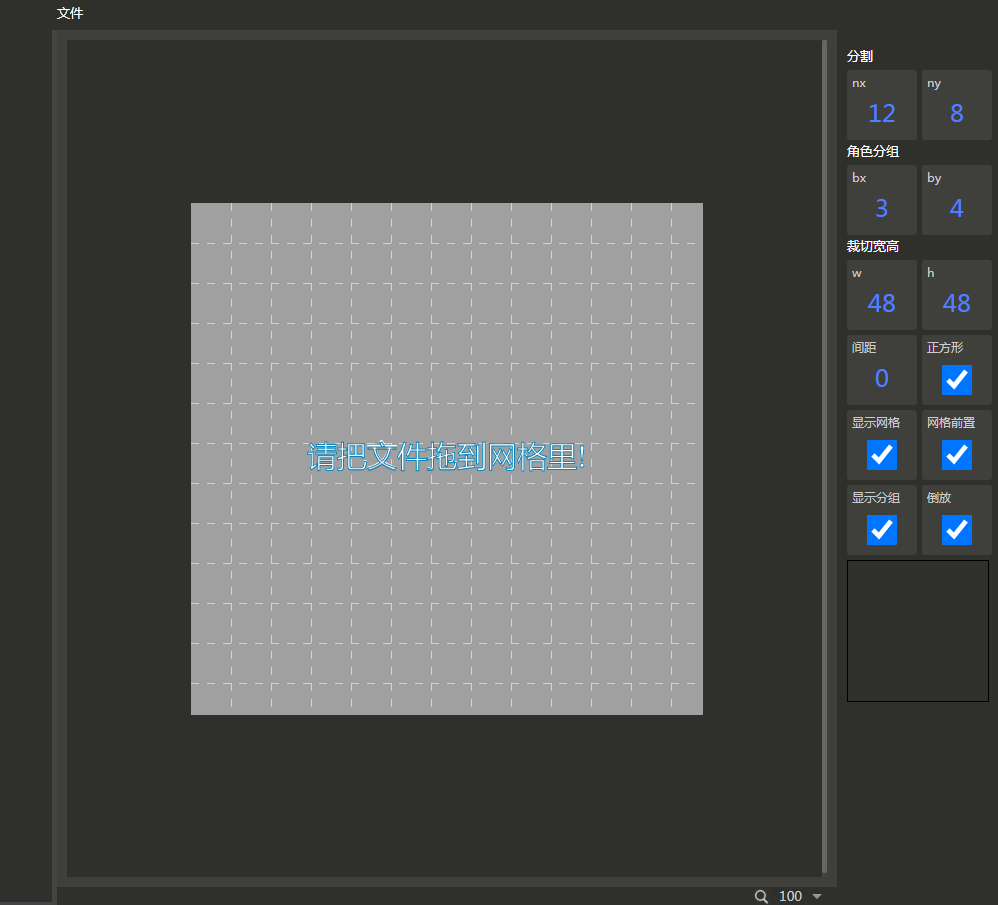 文件
分割
nx
ny
12
8
角色分组
bx
by
3
4
裁切宽高
w
h
48
48
间距
正方形
0
显示网格
网格前置
显示分组
倒放
请把文件拖到网格里!
100